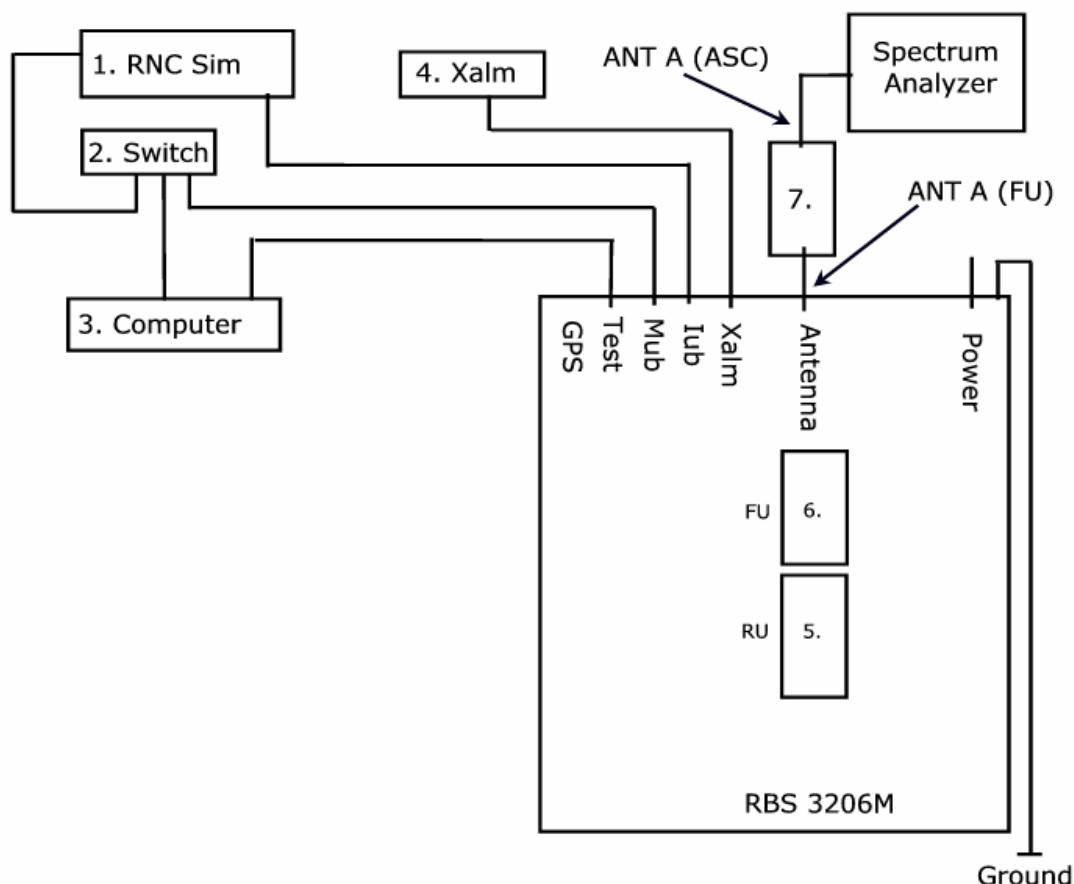 1. RNC Sim
2. Switch
3. Computer
4. Xalm
ANT A (ASC)
Spectrum
Analyzer
7.
ANT A (FU)
GPS
Test
Mub
Iub
Xalm
Antenna
Power
FU
6.
RU
5.
RBS 3206M
Ground